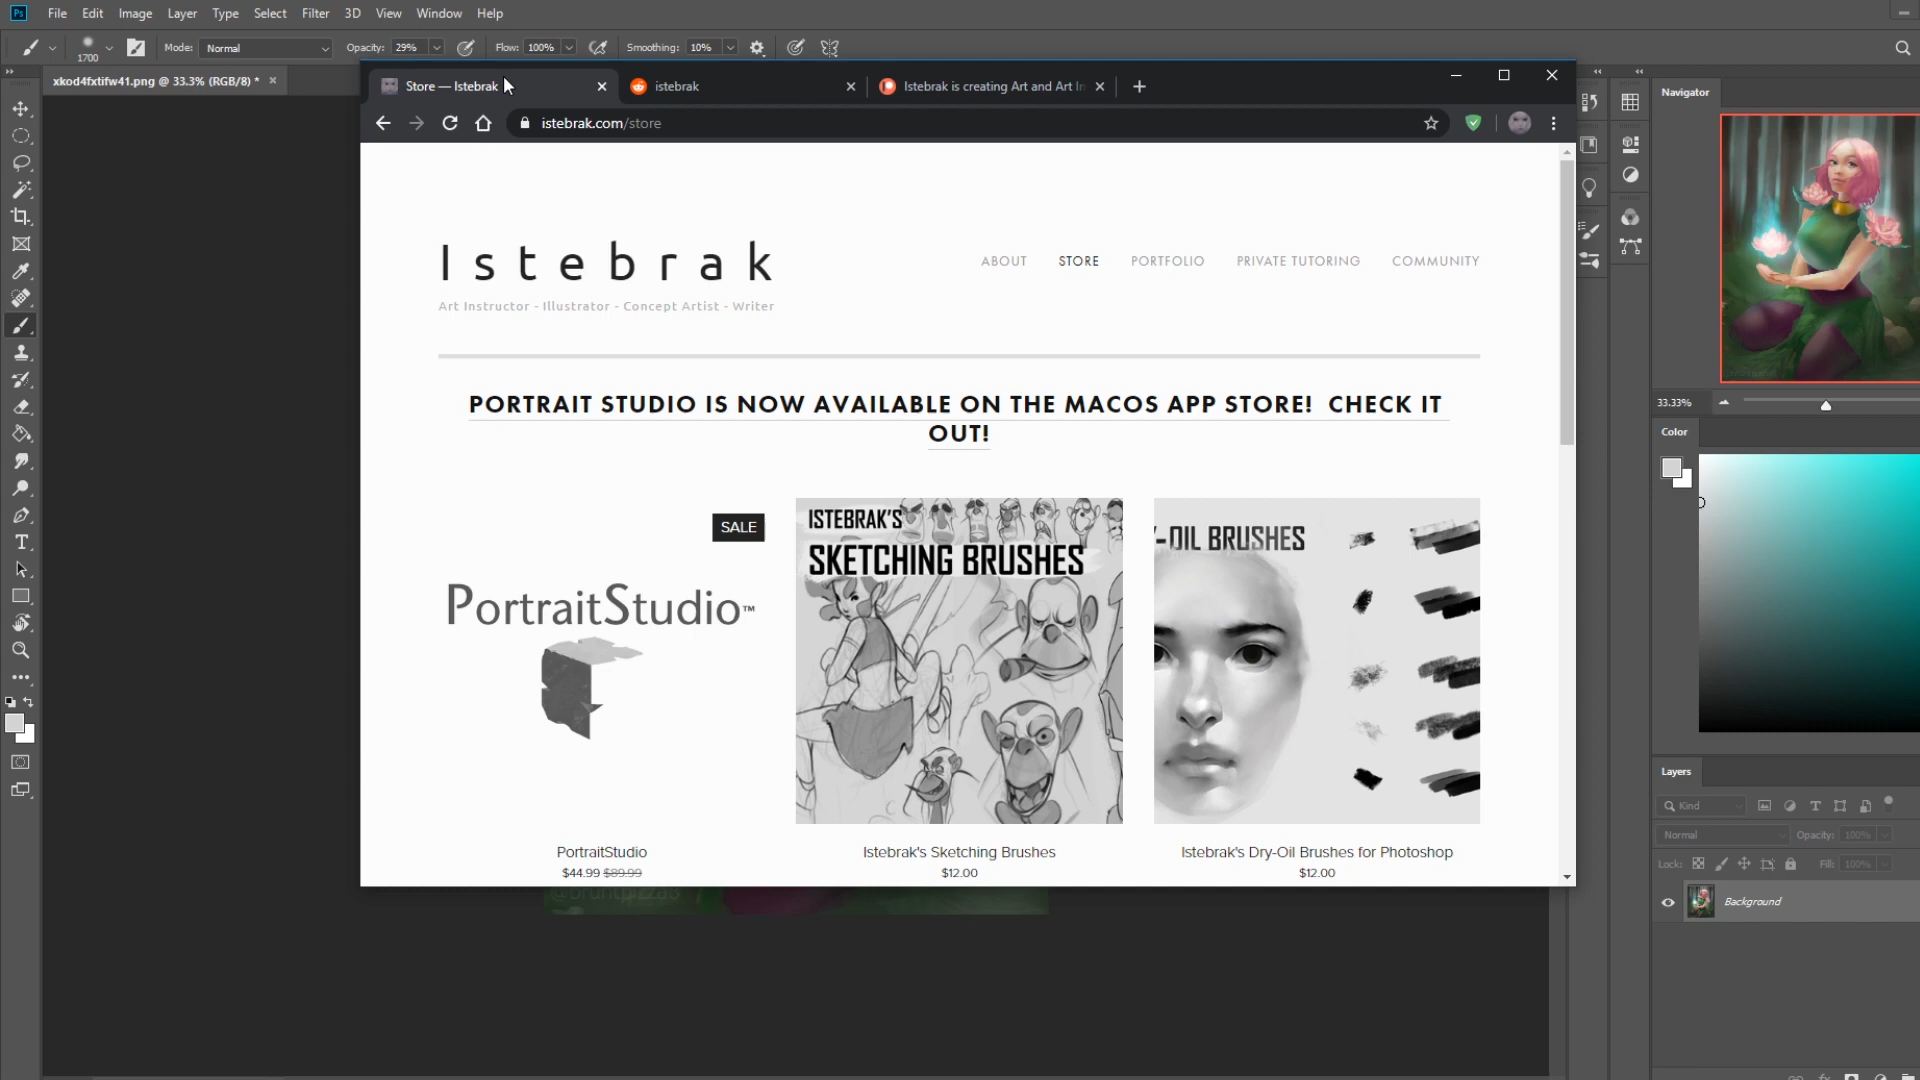 Ps File Edit Image Layer Type Select Filter 3D View Window Help
1700 Mode: Normal Opacity: 29% Flow: 100% Smoothing: 10%
xkod4fxtifw41.png @ 33.3% (RGB/8) *
Store — Istebrak
istebrak
Istebrak is creating Art and Art In
istebrak.com/store
Istebrak
Art Instructor - Illustrator - Concept Artist - Writer
ABOUT STORE PORTFOLIO PRIVATE TUTORING COMMUNITY
PORTRAIT STUDIO IS NOW AVAILABLE ON THE MACOS APP STORE! CHECK IT
OUT!
SALE
PortraitStudio™
ISTEBRAK'S
SKETCHING BRUSHES
Y-OIL BRUSHES
PortraitStudio
$44.99 $89.99
Istebrak's Sketching Brushes
$12.00
Istebrak's Dry-Oil Brushes for Photoshop
$12.00
Navigator
33.33%
Color
Layers
Kind
Normal Opacity: 100%
Lock: Fill: 100%
Background